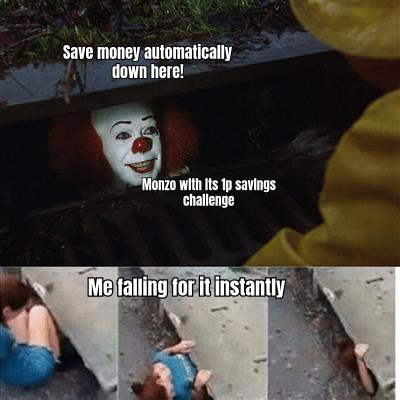 Save money automatically
down here!
Monzo with its 1p savings
challenge
Me falling for it instantly